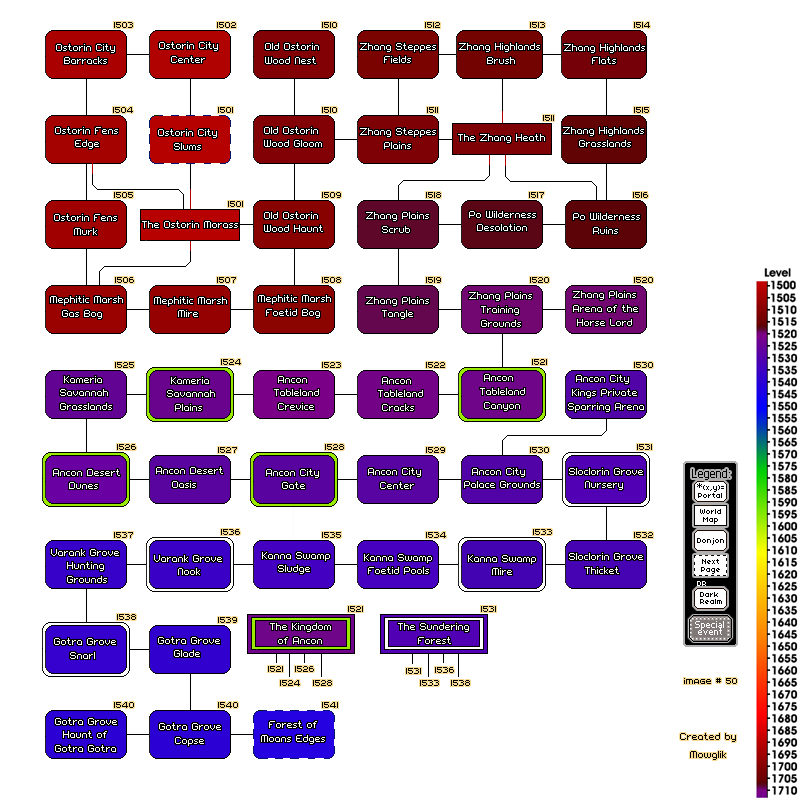 1503
1502
1510
1512
1513
1514
Ostorin City
Barracks
Ostorin City
Center
Old Ostorin
Wood Nest
Zhang Steppes
Fields
Zhang Highlands
Brush
Zhang Highlands
Flats
1504
1501
1510
1511
1511
1515
Ostorin Fens
Edge
Ostorin City
Slums
Old Ostorin
Wood Gloom
Zhang Steppes
Plains
The Zhang Heath
Zhang Highlands
Grasslands
1505
1501
1509
1518
1517
1516
Ostorin Fens
Murk
The Ostorin Morass
Old Ostorin
Wood Haunt
Zhang Plains
Scrub
Po Wilderness
Desolation
Po Wilderness
Ruins
1506
1507
1508
1519
1520
1520
Mephitic Marsh
Gas Bog
Mephitic Marsh
Mire
Mephitic Marsh
Foetid Bog
Zhang Plains
Tangle
Zhang Plains
Training
Grounds
Zhang Plains
Arena of the
Horse Lord
1525
1524
1523
1522
1521
1530
Kameria
Savannah
Grasslands
Kameria
Savannah
Plains
Ancon
Tableland
Crevice
Ancon
Tableland
Cracks
Ancon
Tableland
Canyon
Ancon City
Kings Private
Sparring Arena
1526
1527
1528
1529
1530
1531
Ancon Desert
Dunes
Ancon Desert
Oasis
Ancon City
Gate
Ancon City
Center
Ancon City
Palace Grounds
Sloclorin Grove
Nursery
1537
1536
1535
1534
1533
1532
Varank Grove
Hunting
Grounds
Varank Grove
Nook
Kanna Swamp
Sludge
Kanna Swamp
Foetid Pools
Kanna Swamp
Mire
Sloclorin Grove
Thicket
1538
1539
1521
1531
Gotra Grove
Snarl
Gotra Grove
Glade
The Kingdom
of Ancon
The Sundering
Forest
1521
1526
1524
1528
1531
1536
1533
1538
1540
1540
1541
Gotra Grove
Haunt of
Gotra Gotra
Gotra Grove
Copse
Forest of
Moans Edges
Legend:
*(x,y)=
Portal
World
Map
Donjon
Next
Page
OR
Dark
Realm
Special
event
image # 50
Created by
Mowglik
Level
1500
1505
1510
1515
1520
1525
1530
1535
1540
1545
1550
1555
1560
1565
1570
1575
1580
1585
1590
1595
1600
1605
1610
1615
1620
1625
1630
1635
1640
1645
1650
1655
1660
1665
1670
1675
1680
1685
1690
1695
1700
1705
1710